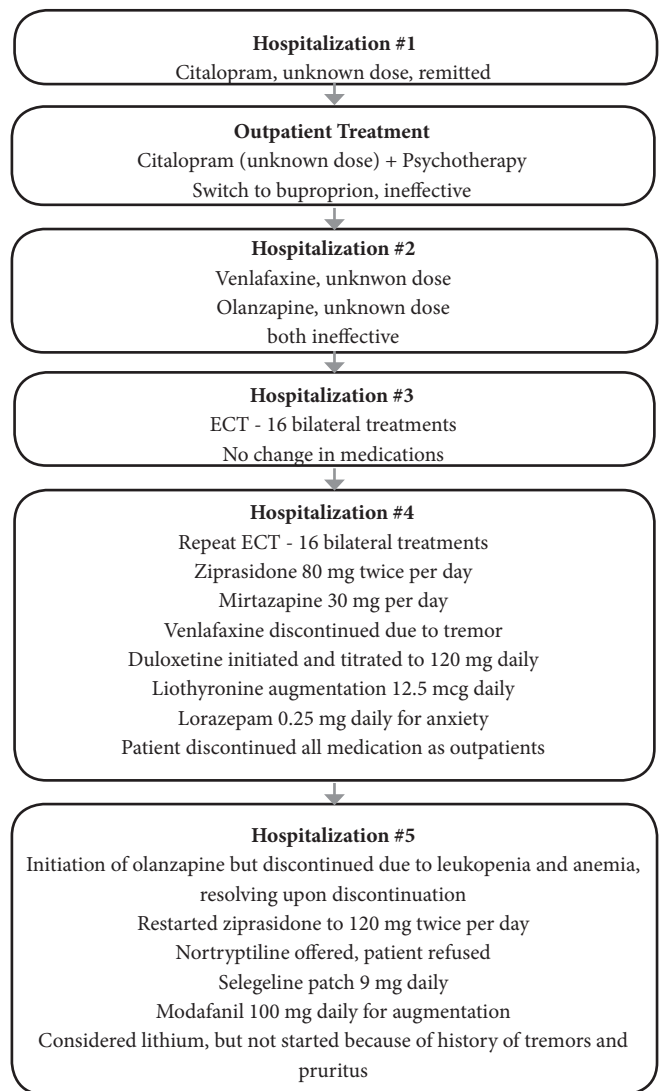 Hospitalization #1
Citalopram, unknown dose, remitted
Outpatient Treatment
Citalopram (unknown dose) + Psychotherapy
Switch to buproprion, ineffective
Hospitalization #2
Venlafaxine, unknwon dose
Olanzapine, unknown dose
both ineffective
Hospitalization #3
ECT - 16 bilateral treatments
No change in medications
Hospitalization #4
Repeat ECT - 16 bilateral treatments
Ziprasidone 80 mg twice per day
Mirtazapine 30 mg per day
Venlafaxine discontinued due to tremor
Duloxetine initiated and titrated to 120 mg daily
Liothyronine augmentation 12.5 mcg daily
Lorazepam 0.25 mg daily for anxiety
Patient discontinued all medication as outpatients
Hospitalization #5
Initiation of olanzapine but discontinued due to leukopenia and anemia,
resolving upon discontinuation
Restarted ziprasidone to 120 mg twice per day
Nortryptiline offered, patient refused
Selegeline patch 9 mg daily
Modafanil 100 mg daily for augmentation
Considered lithium, but not started because of history of tremors and
pruritus